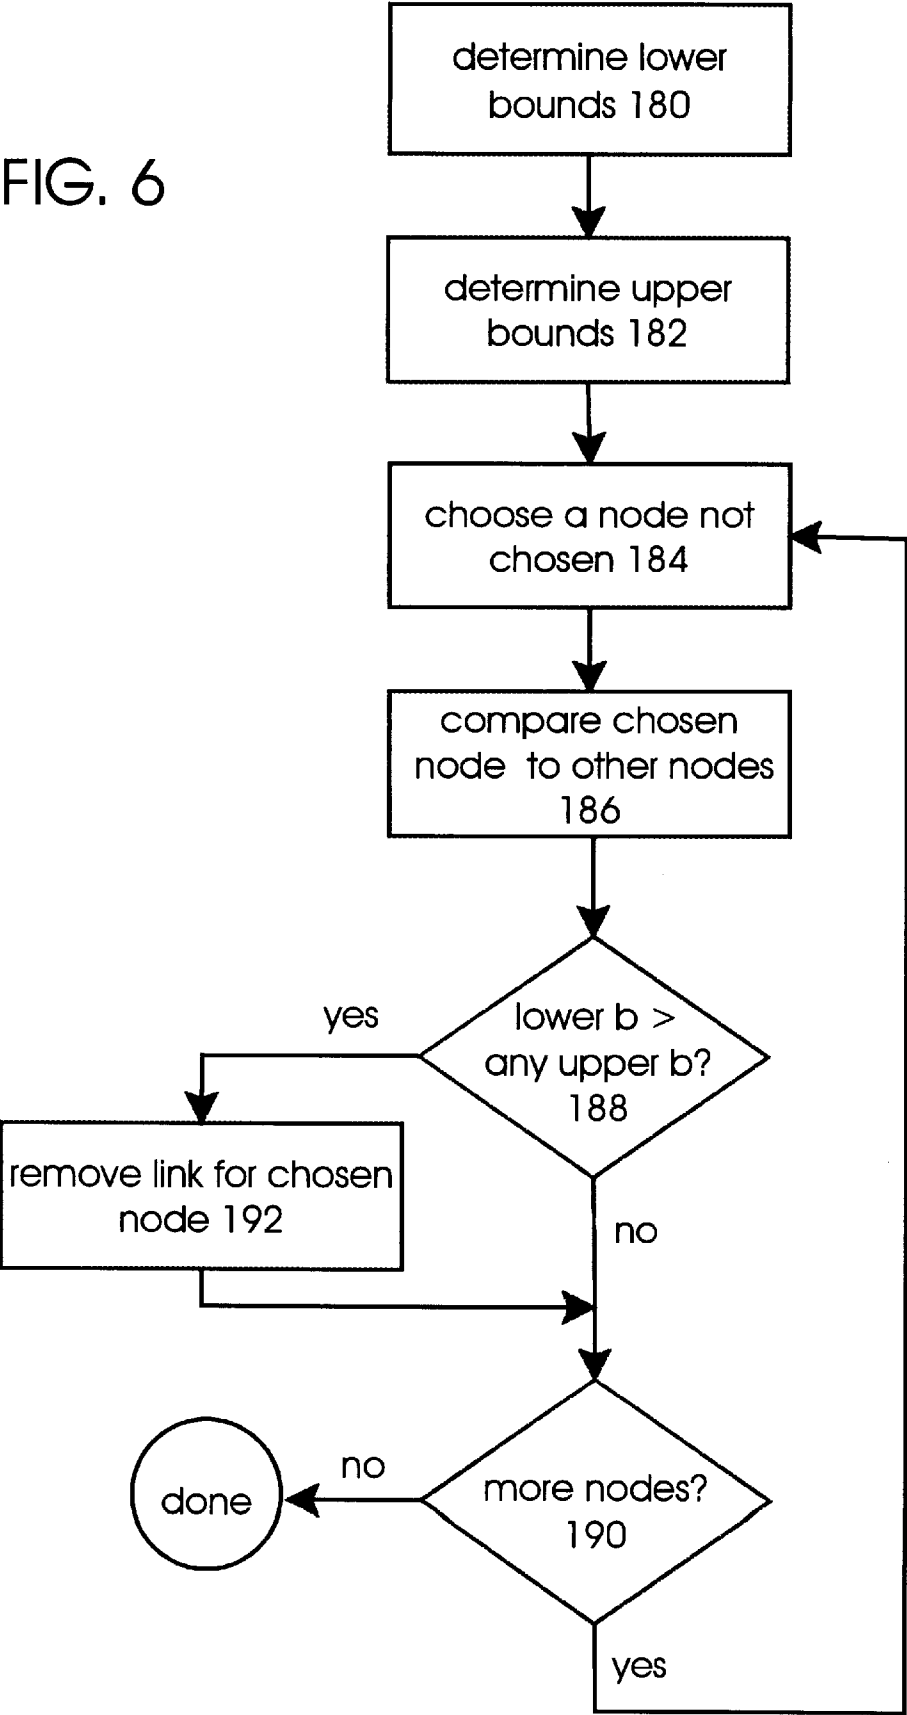 determine lower
bounds 180
FIG. 6
determine upper
bounds 182
choose a node not
chosen 184
compare chosen
node to other nodes
186
yes
lower b >
any upper b?
188
remove link for chosen
node 192
no
no
done
more nodes?
190
yes